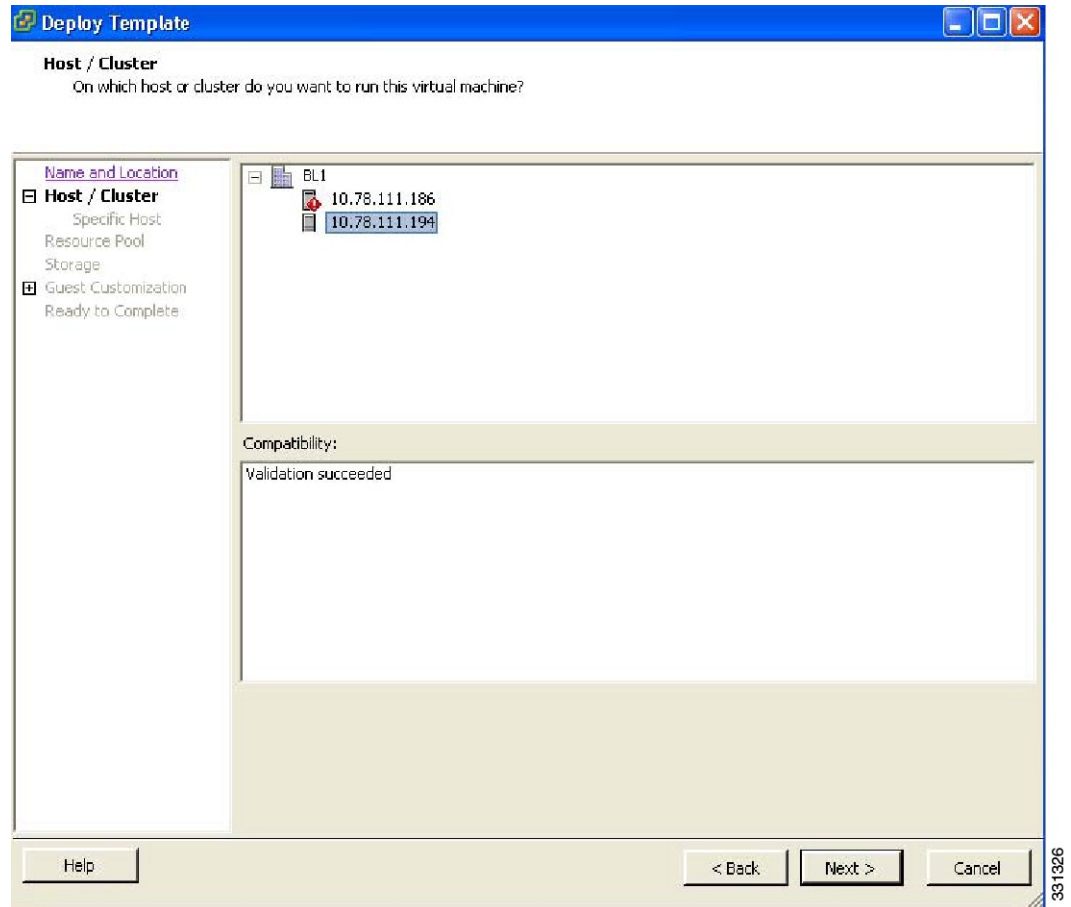 Deploy Template
Host / Cluster
On which host or cluster do you want to run this virtual machine?
Name and Location
Host / Cluster
Specific Host
Resource Pool
Storage
Guest Customization
Ready to Complete
BL1
10.78.111.186
10.78.111.194
Compatibility:
Validation succeeded
Help
< Back
Next >
Cancel
331326